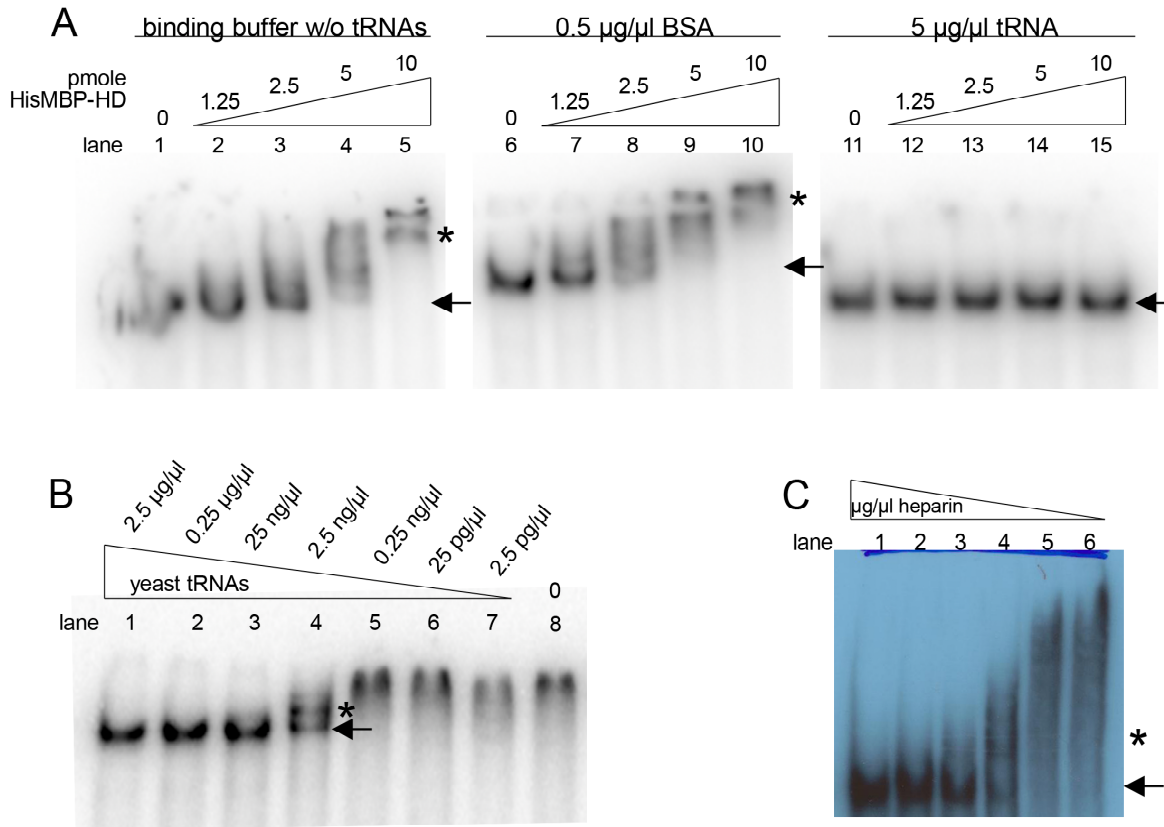 A
binding buffer w/o tRNAs
0.5 µg/µl BSA
5 µg/µl tRNA
pmole
HisMBP-HD
0 1.25 2.5 5 10
0 1.25 2.5 5 10
0 1.25 2.5 5 10
lane 1 2 3 4 5 6 7 8 9 10 11 12 13 14 15
*
*
B
2.5 µg/µl 0.25 µg/µl 25 ng/µl 2.5 ng/µl 0.25 ng/µl 25 pg/µl 2.5 pg/µl 0
yeast tRNAs
lane 1 2 3 4 5 6 7 8
*
C
µg/µl heparin
lane 1 2 3 4 5 6
*